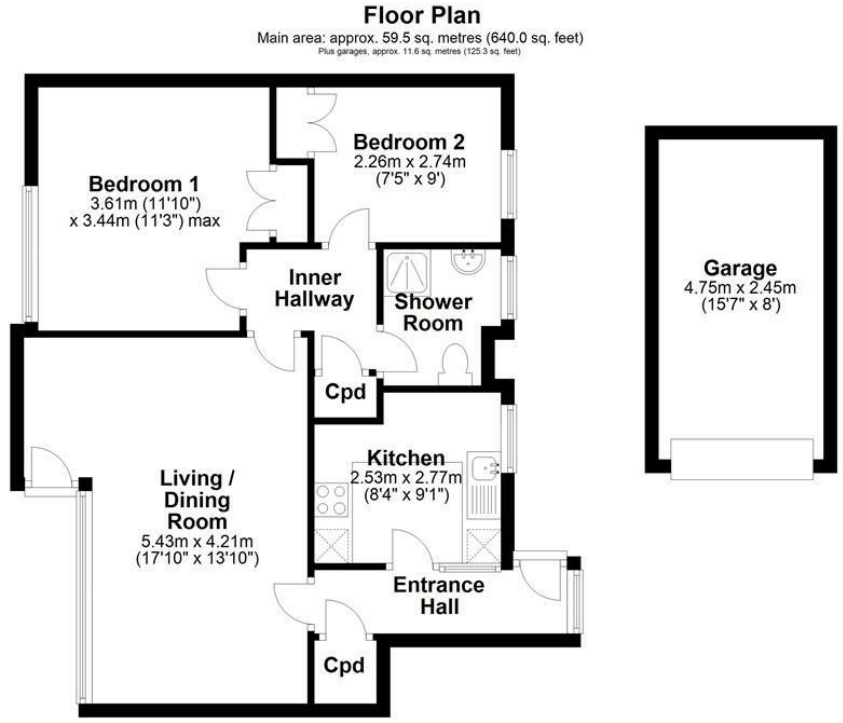 Floor Plan
Main area: approx. 59.5 sq. metres (640.0 sq. feet)
Plus garages, approx. 11.6 sq. metres (125.3 sq. feet)
Bedroom 1
3.61m (11'10")
x 3.44m (11'3") max
Bedroom 2
2.26m x 2.74m
(7'5" x 9')
Inner
Hallway
Shower
Room
Cpd
Garage
4.75m x 2.45m
(15'7" x 8')
Living /
Dining
Room
5.43m x 4.21m
(17'10" x 13'10")
Kitchen
2.53m x 2.77m
(8'4" x 9'1")
Entrance
Hall
Cpd